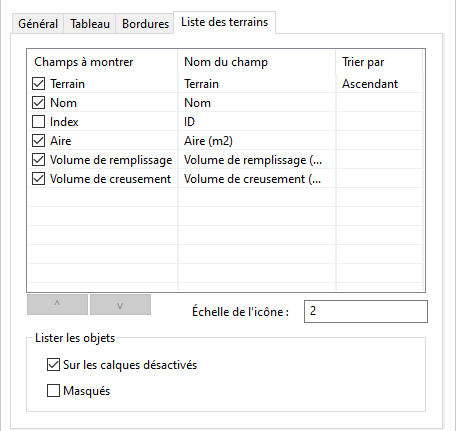 Général Tableau Bordures Liste des terrains
Champs à montrer Nom du champ Trier par
Terrain Terrain Ascendant
Nom Nom
Index ID
Aire Aire (m2)
Volume de remplissage Volume de remplissage (...
Volume de creusement Volume de creusement (...
Échelle de l'icône : 2
Lister les objets
Sur les calques désactivés
Masqués